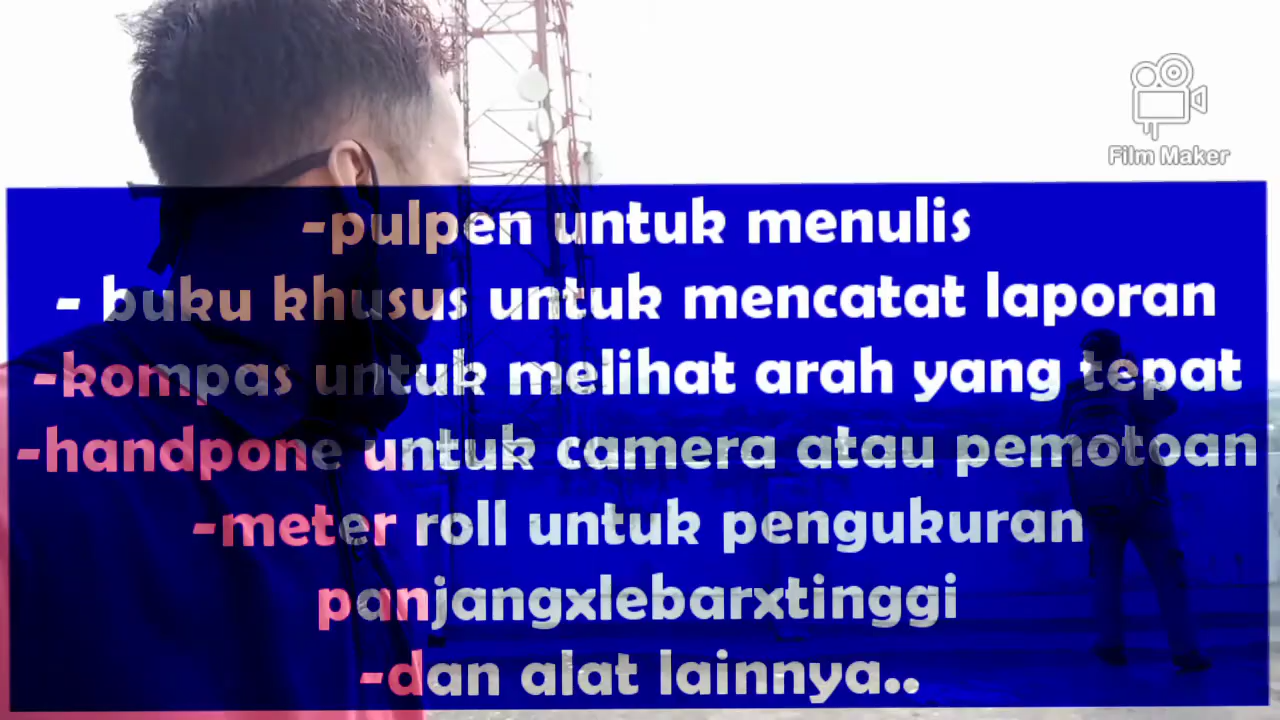 Film Maker
-pulpen untuk menulis
- buku khusus untuk mencatat laporan
-kompas untuk melihat arah yang tepat
-handpone untuk camera atau pemotoan
-meter roll untuk pengukuran
panjangxlebarxtinggi
-dan alat lainnya..